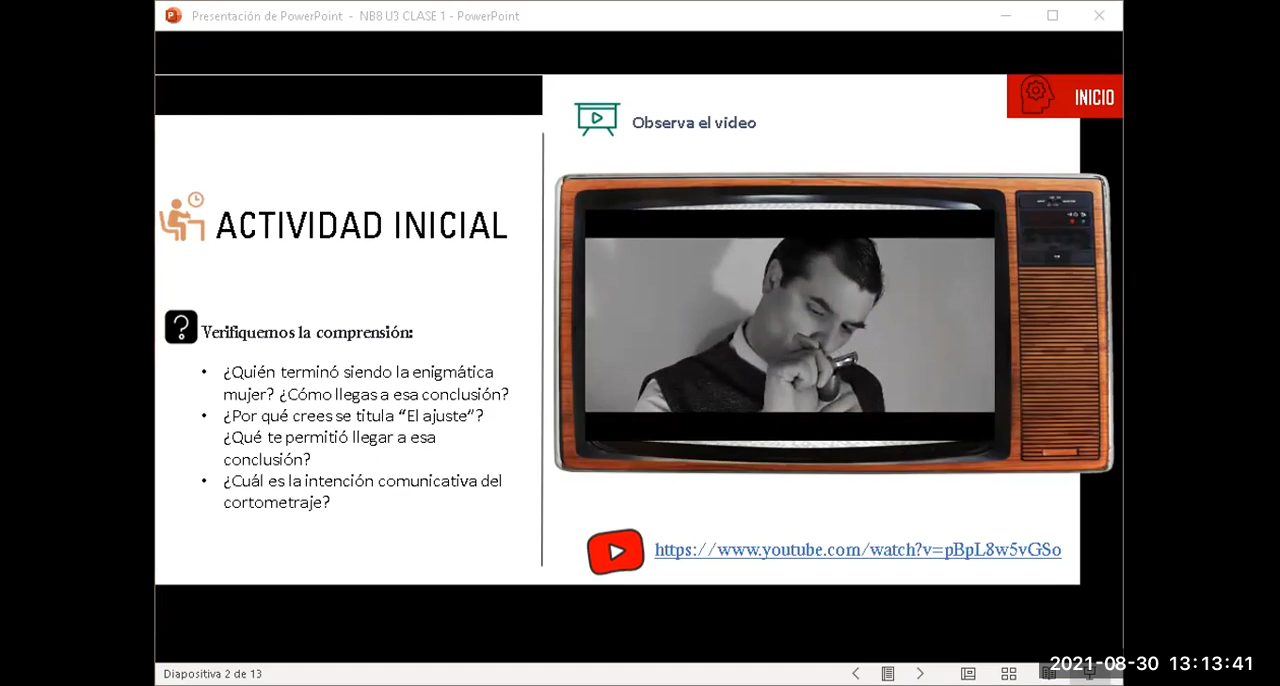 Presentación de PowerPoint - NB8 U3 CLASE 1 - PowerPoint
INICIO
Observa el video
ACTIVIDAD INICIAL
?
Verifiquemos la comprensión:
• ¿Quién terminó siendo la enigmática
mujer? ¿Cómo llegas a esa conclusión?
• ¿Por qué crees se titula “El ajuste”?
¿Qué te permitió llegar a esa
conclusión?
• ¿Cuál es la intención comunicativa del
cortometraje?
https://www.youtube.com/watch?v=pBpL8w5vGSo
Diapositiva 2 de 13
2021-08-30 13:13:41